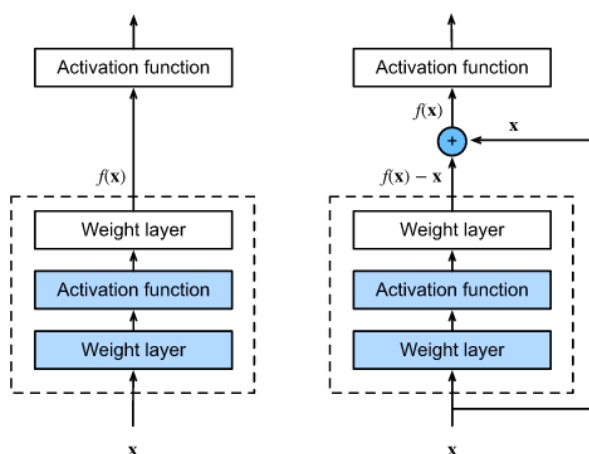 Activation function
f(x)
Weight layer
Activation function
Weight layer
x
Activation function
f(x)
+
x
f(x) − x
Weight layer
Activation function
Weight layer
x